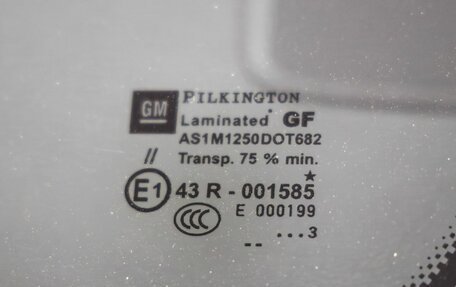 GM PILKINGTON
Laminated GF
AS1M1250DOT682
// Transp. 75 % min.
E1 43 R - 001585
CCC E 000199
...3
--